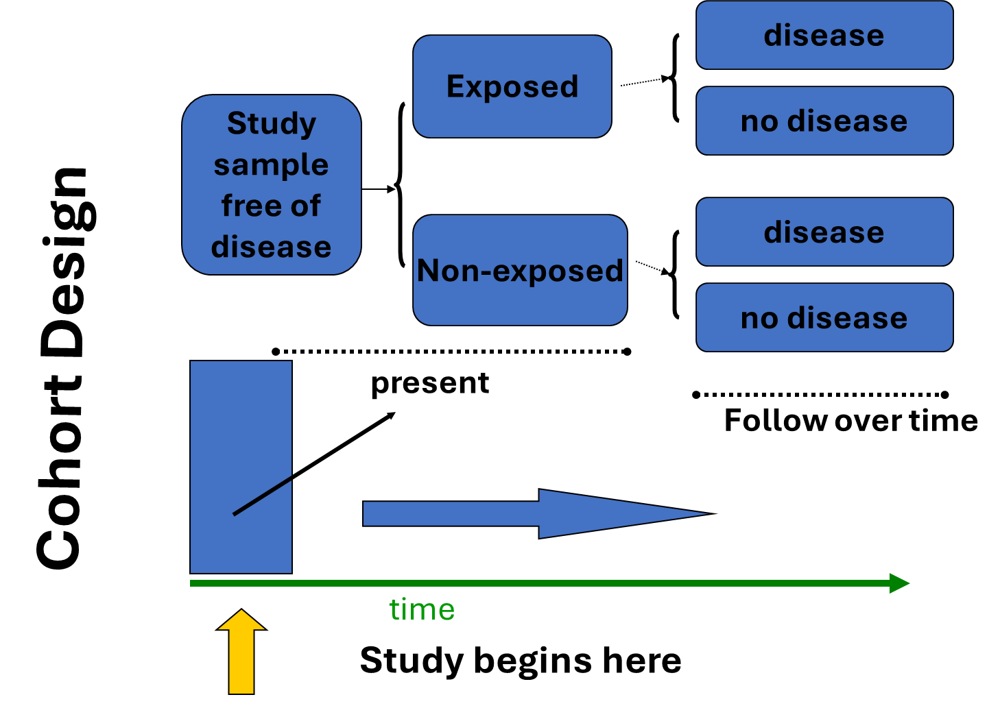 Cohort Design
Study
sample
free of
disease
Exposed
Non-exposed
disease
no disease
disease
no disease
present
Follow over time
time
Study begins here